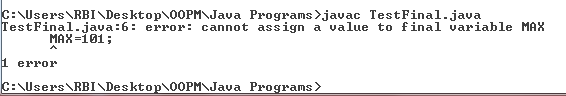 C:\Users\RBI\Desktop\OOPM\Java Programs>javac TestFinal.java
TestFinal.java:6: error: cannot assign a value to final variable MAX
MAX=101;
^
1 error
C:\Users\RBI\Desktop\OOPM\Java Programs>